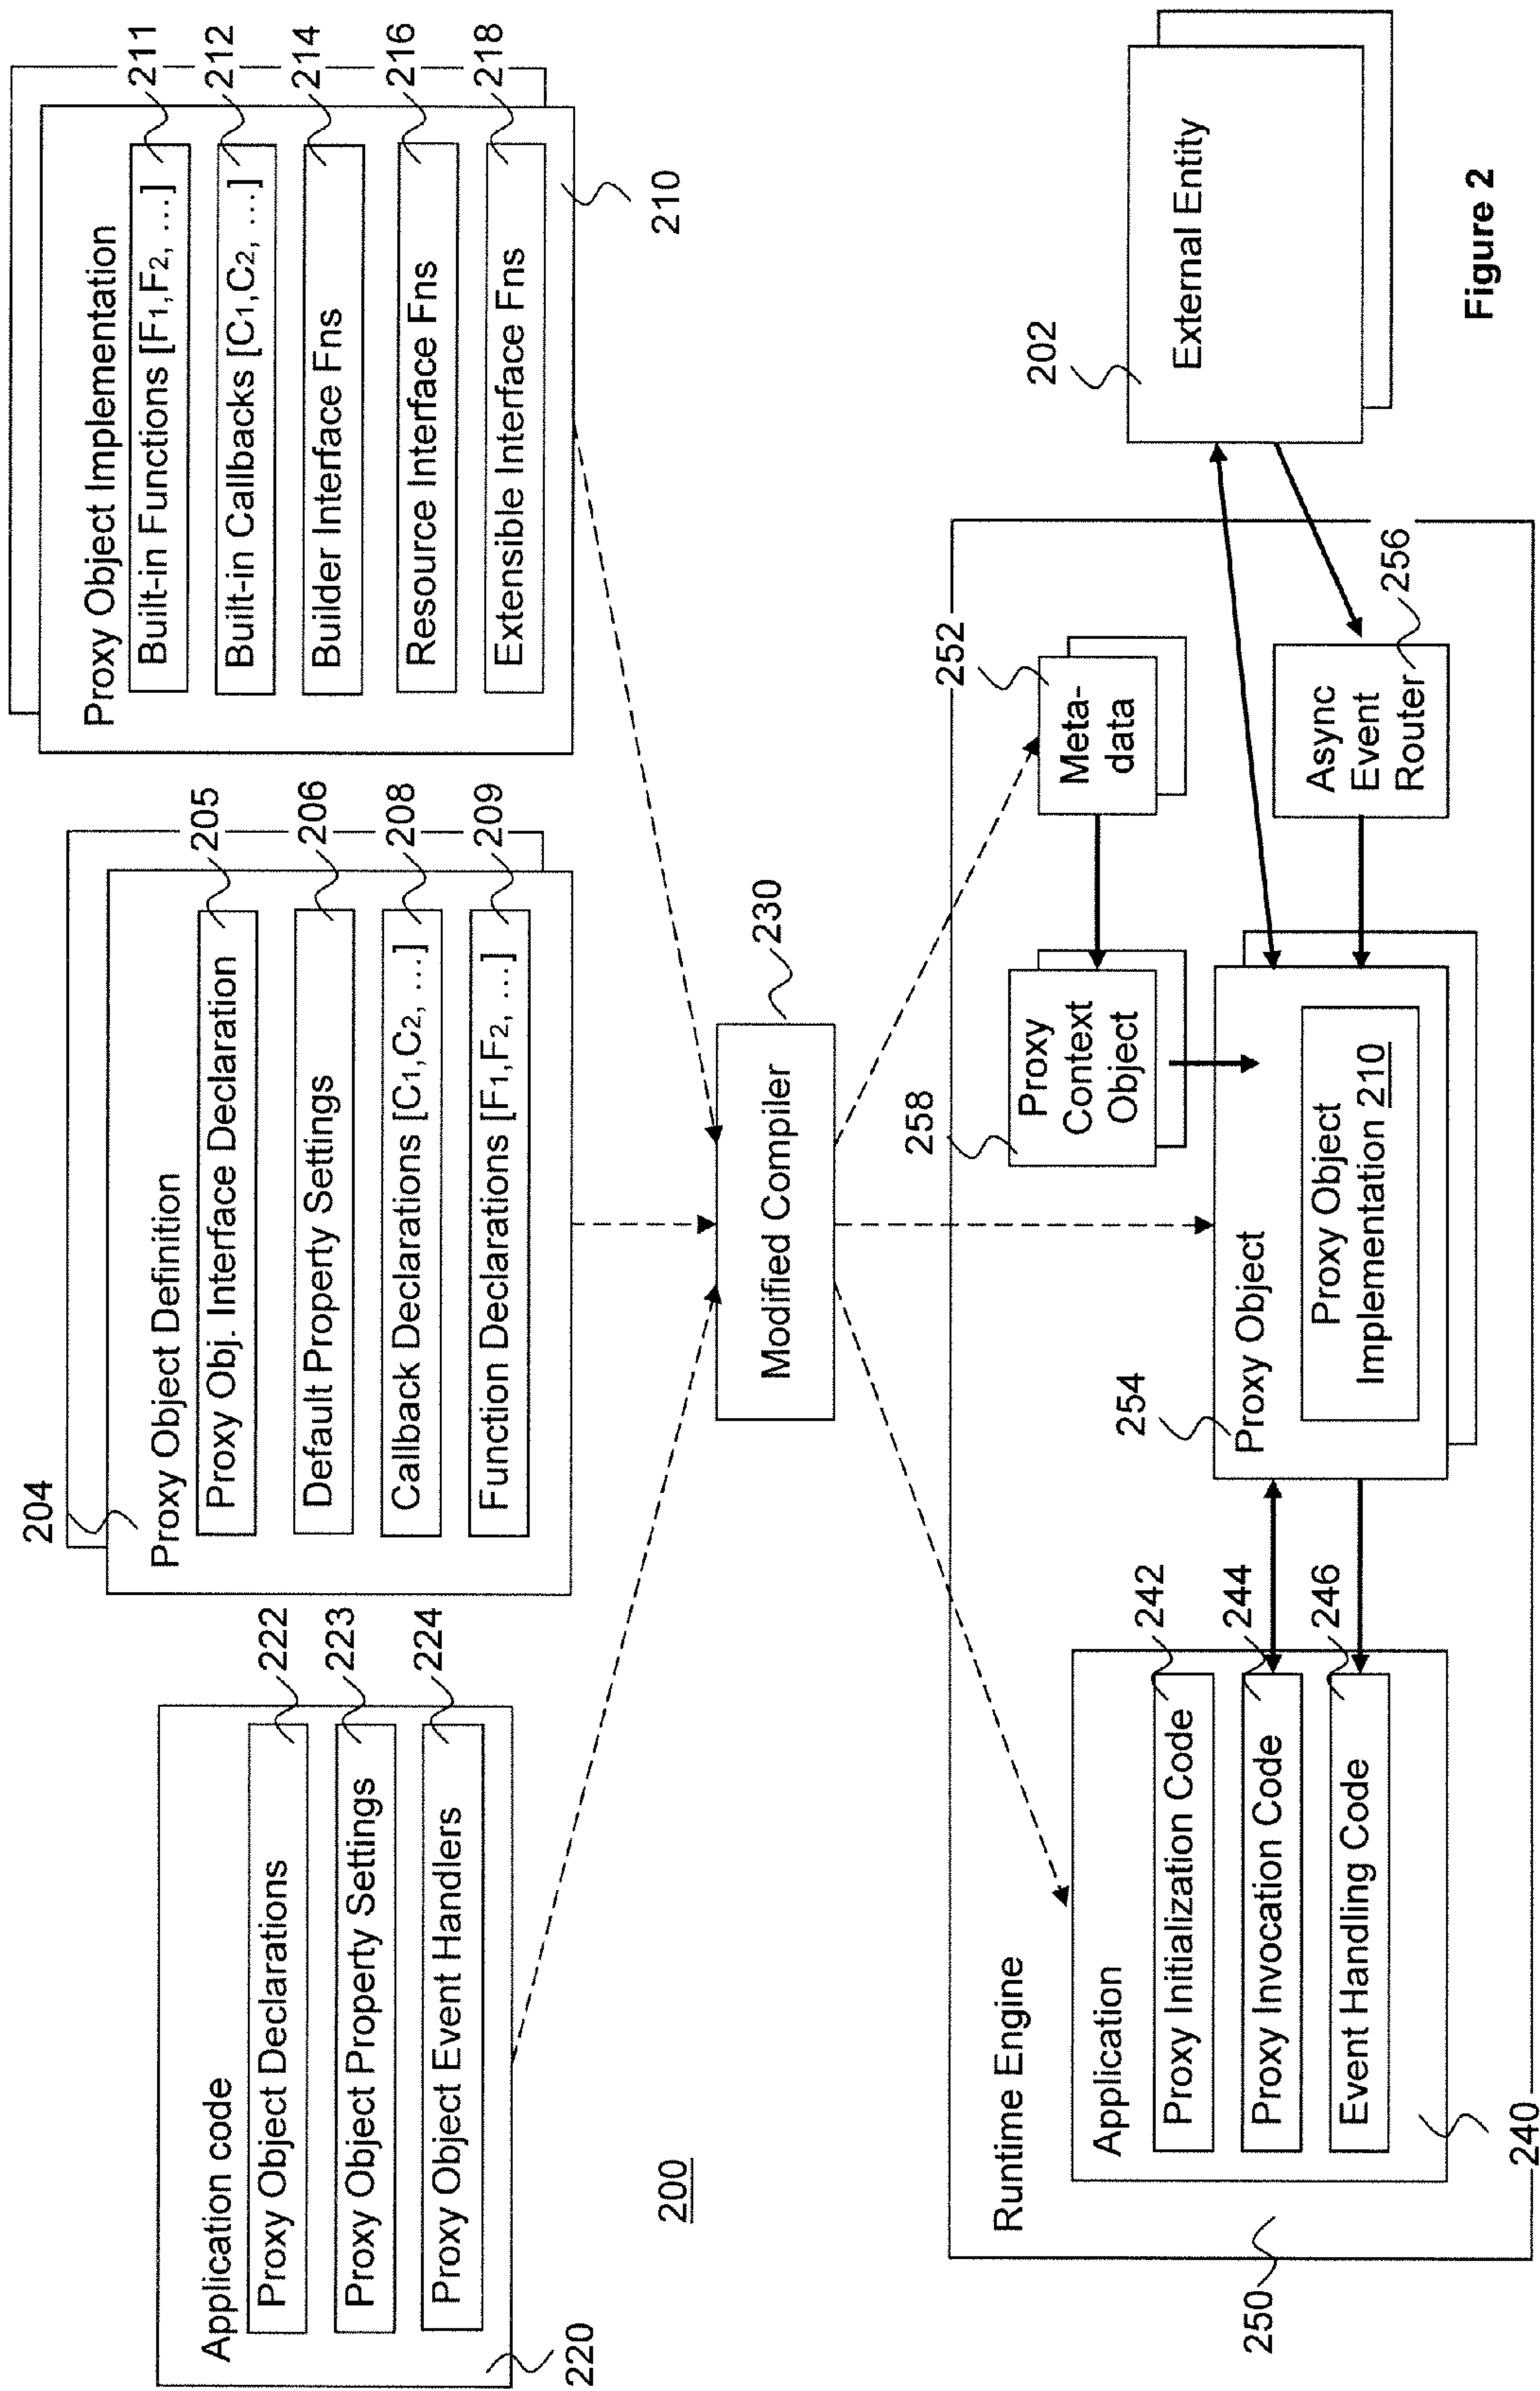 Application code
Proxy Object Declarations
222
Proxy Object Property Settings
223
Proxy Object Event Handlers
224
220
204
Proxy Object Definition
Proxy Obj. Interface Declaration
205
Default Property Settings
206
Callback Declarations [C1,C2, ...]
208
Function Declarations [F1,F2, ...]
209
Proxy Object Implementation
Built-in Functions [F1,F2, ...]
211
Built-in Callbacks [C1,C2, ...]
212
Builder Interface Fns
214
Resource Interface Fns
216
Extensible Interface Fns
218
210
200
Modified Compiler
230
Runtime Engine
250
Application
Proxy Initialization Code
242
Proxy Invocation Code
244
Event Handling Code
246
240
258
Proxy
Context
Object
252
Meta-
data
254
Proxy Object
Proxy Object
Implementation 210
Async
Event
Router
256
202
External Entity
Figure 2